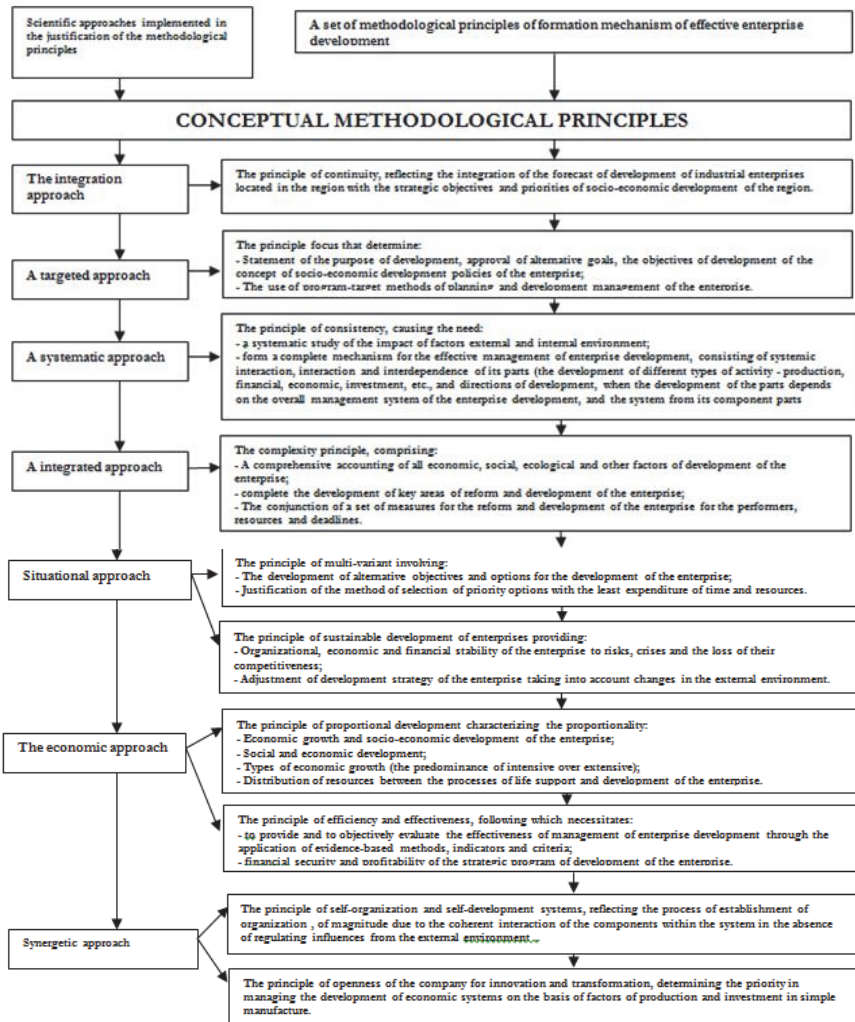 Scientific approaches implemented in
the justification of the methodological
principles
A set of methodological principles of formation mechanism of effective enterprise
development
CONCEPTUAL METHODOLOGICAL PRINCIPLES
The integration
approach
The principle of continuity, reflecting the integration of the forecast of development of industrial enterprises
located in the region with the strategic objectives and priorities of socio-economic development of the region.
A targeted approach
The principle focus that determine:
- Statement of the purpose of development, approval of alternative goals, the objectives of development of the
concept of socio-economic development policies of the enterprise;
- The use of program-target methods of planning and development management of the enterprise.
A systematic approach
The principle of consistency, causing the need:
- a systematic study of the impact of factors external and internal environment;
- form a complete mechanism for the effective management of enterprise development, consisting of systemic
interaction, interaction and interdependence of its parts (the development of different types of activity - production,
financial, economic, investment, etc., and directions of development, when the development of the parts depends
on the overall management system of the enterprise development, and the system from its component parts
A integrated approach
The complexity principle, comprising:
- A comprehensive accounting of all economic, social, ecological and other factors of development of the
enterprise;
- complete the development of key areas of reform and development of the enterprise;
- The conjunction of a set of measures for the reform and development of the enterprise for the performers,
resources and deadlines.
Situational approach
The principle of multi-variant involving:
- The development of alternative objectives and options for the development of the enterprise;
- Justification of the method of selection of priority options with the least expenditure of time and resources.
The principle of sustainable development of enterprises providing:
- Organizational, economic and financial stability of the enterprise to risks, crises and the loss of their
competitiveness;
- Adjustment of development strategy of the enterprise taking into account changes in the external environment.
The economic approach
The principle of proportional development characterizing the proportionality:
- Economic growth and socio-economic development of the enterprise;
- Social and economic development;
- Types of economic growth (the predominance of intensive over extensive);
- Distribution of resources between the processes of life support and development of the enterprise.
The principle of efficiency and effectiveness, following which necessitates:
- to provide and to objectively evaluate the effectiveness of management of enterprise development through the
application of evidence-based methods, indicators and criteria;
- financial security and profitability of the strategic program of development of the enterprise.
Synergetic approach
The principle of self-organization and self-development systems, reflecting the process of establishment of
organization , of magnitude due to the coherent interaction of the components within the system in the absence
of regulating influences from the external environment .
The principle of openness of the company for innovation and transformation, determining the priority in
managing the development of economic systems on the basis of factors of production and investment in simple
manufacture.